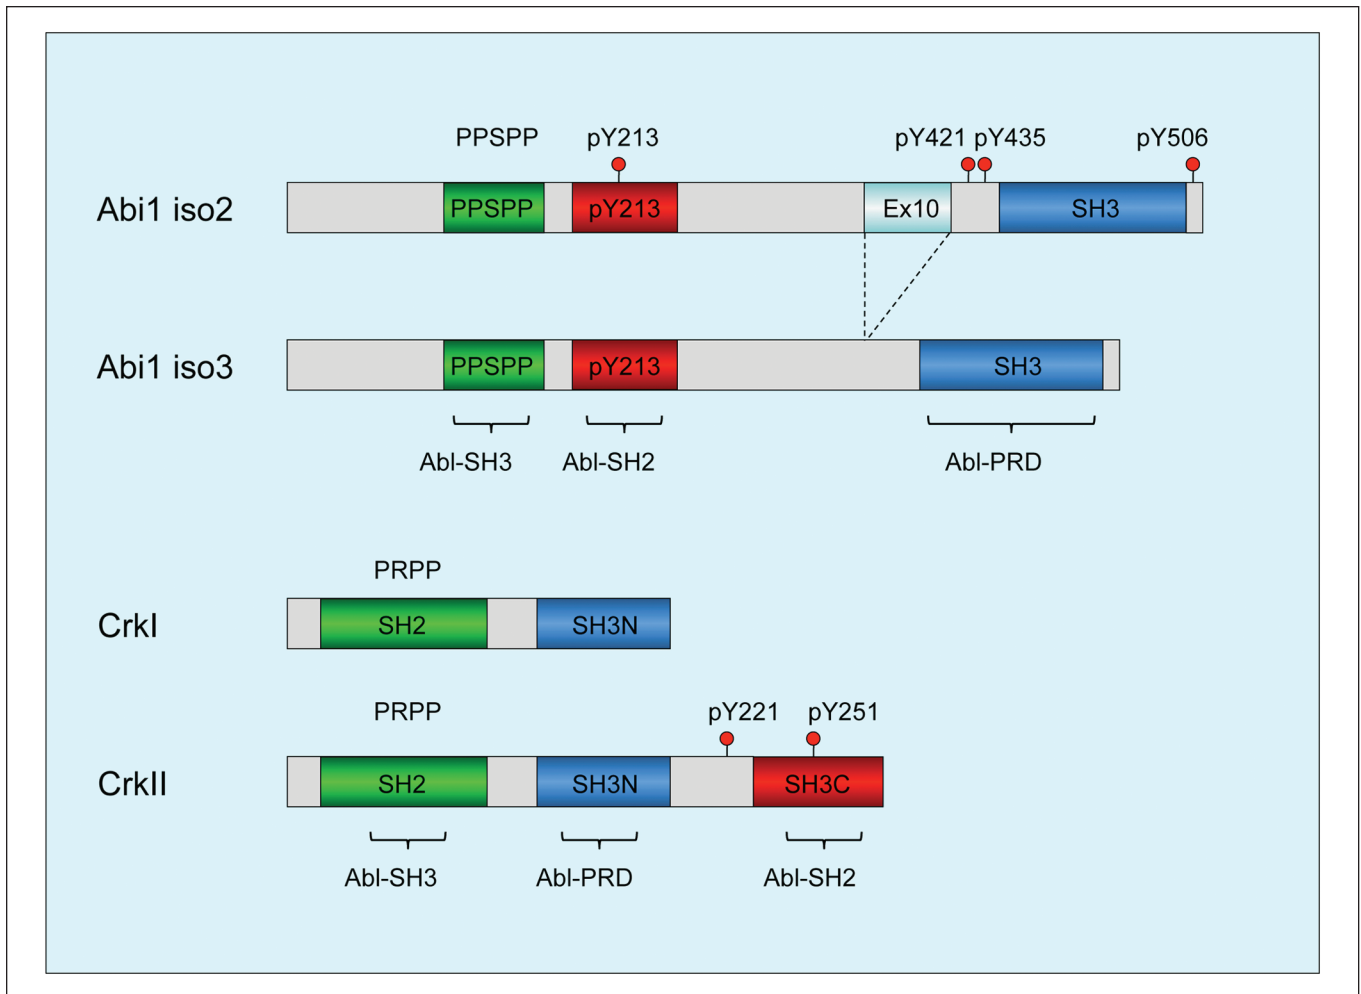 PPSPP pY213 pY421 pY435 pY506
Abi1 iso2 PPSPP pY213 Ex10 SH3
Abi1 iso3 PPSPP pY213 SH3
Abl-SH3 Abl-SH2 Abl-PRD
PRPP
CrkI SH2 SH3N
PRPP pY221 pY251
CrkII SH2 SH3N SH3C
Abl-SH3 Abl-PRD Abl-SH2